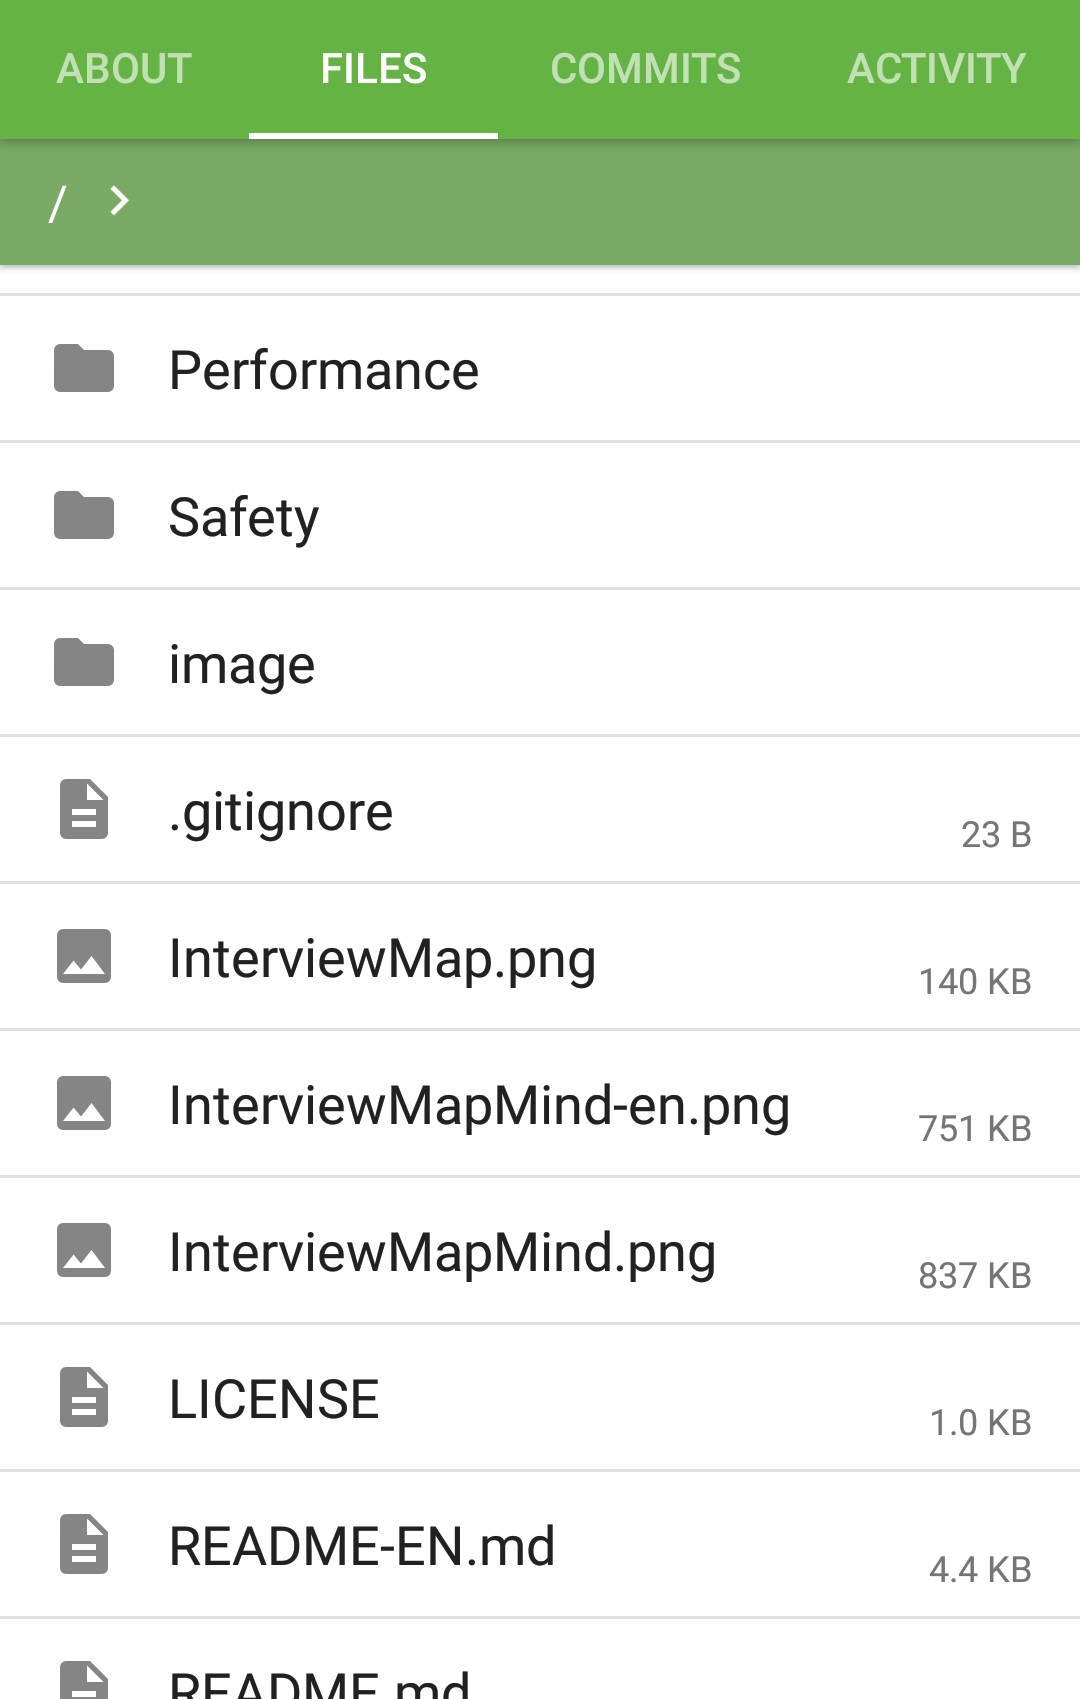 ABOUT FILES COMMITS ACTIVITY
/ >
Performance
Safety
image
.gitignore 23 B
InterviewMap.png 140 KB
InterviewMapMind-en.png 751 KB
InterviewMapMind.png 837 KB
LICENSE 1.0 KB
README-EN.md 4.4 KB
README.md